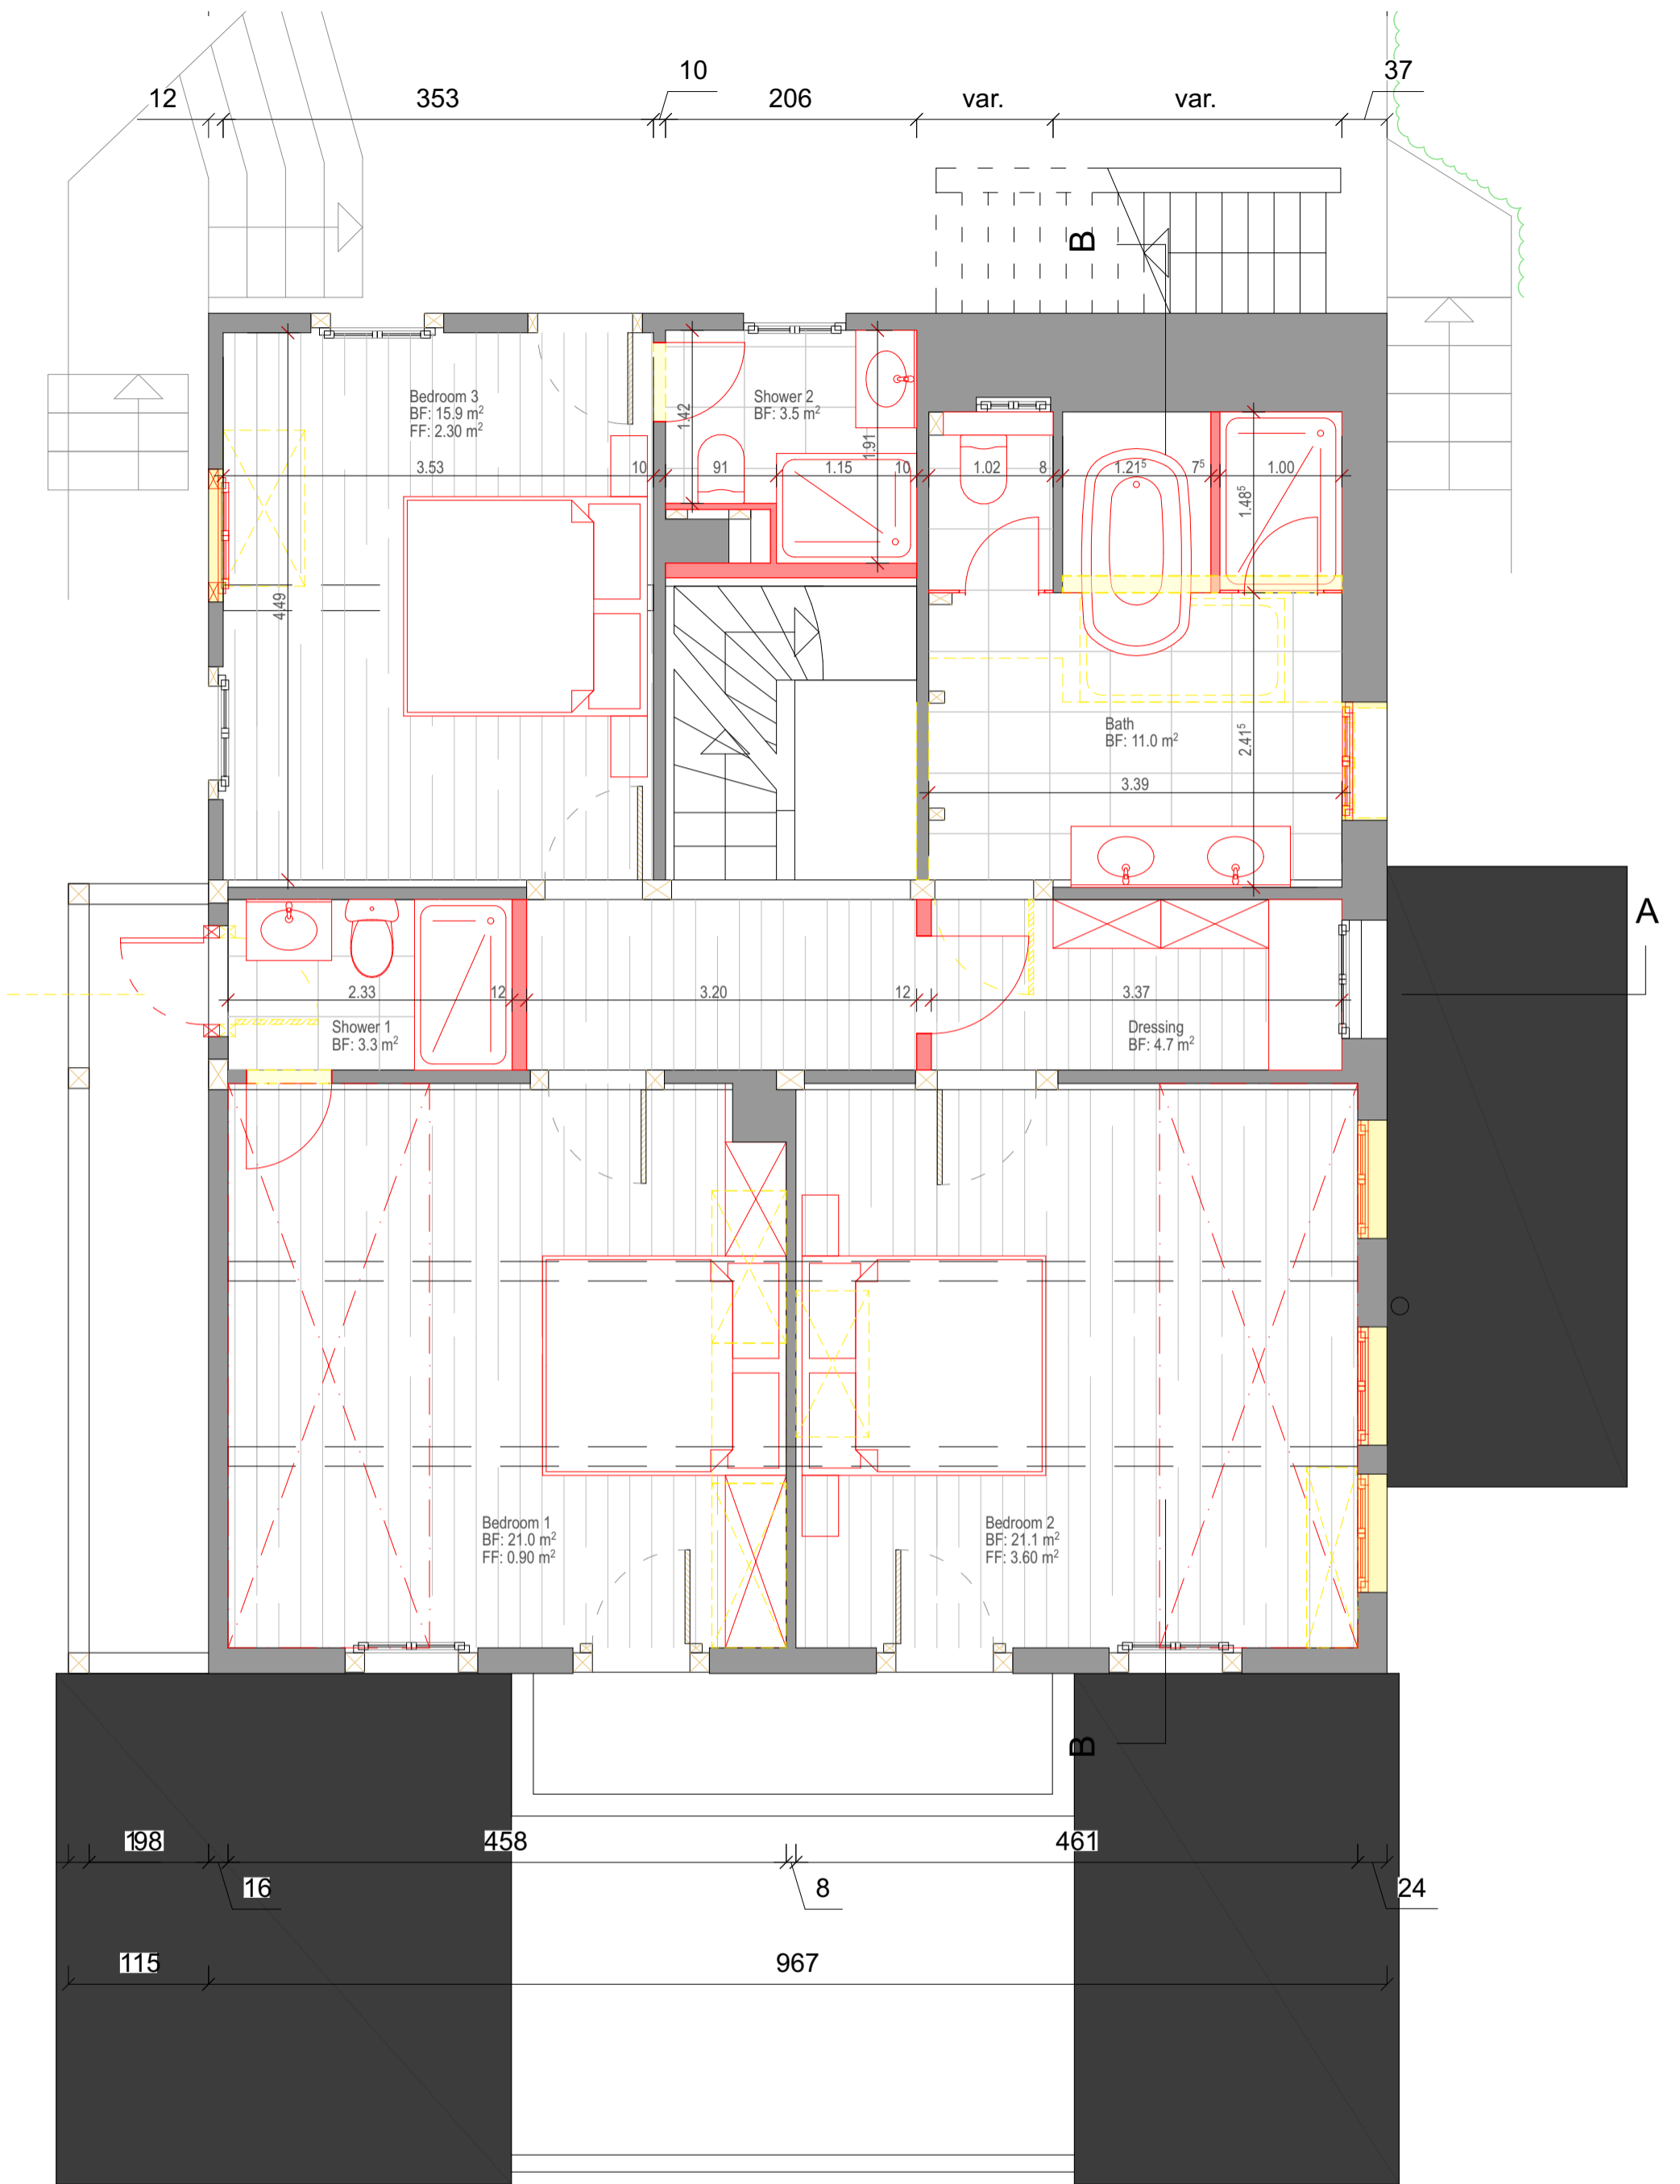 10
37
12
353
206
var.
var.
B
Bedroom 3
BF: 15.9 m²
FF: 2.30 m²
Shower 2
BF: 3.5 m²
1.42
1.91
3.53
10
91
1.15
10
1.02
8
1.21⁵
7⁵
1.00
1.48⁵
4.49
Bath
BF: 11.0 m²
2.41⁵
3.39
A
2.33
12
3.20
12
3.37
Shower 1
BF: 3.3 m²
Dressing
BF: 4.7 m²
Bedroom 1
BF: 21.0 m²
FF: 0.90 m²
Bedroom 2
BF: 21.1 m²
FF: 3.60 m²
B
98
458
461
16
8
24
115
967